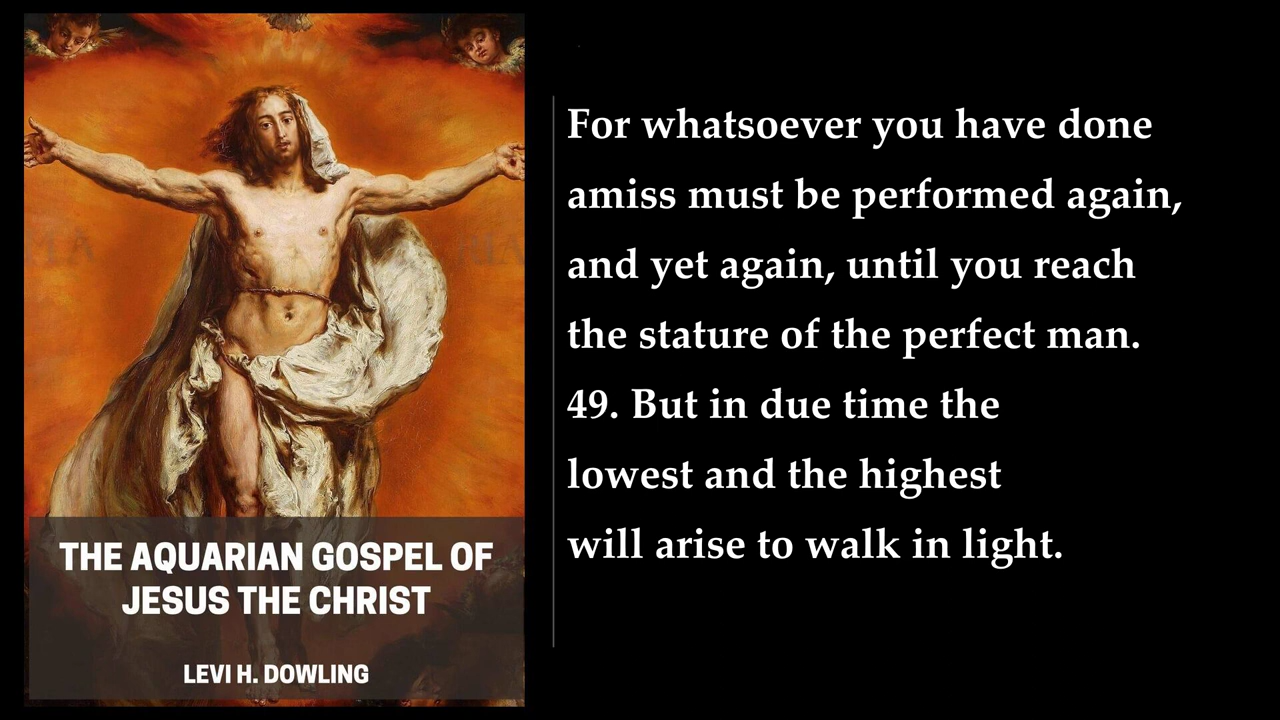 THE AQUARIAN GOSPEL OF
JESUS THE CHRIST
LEVI H. DOWLING
For whatsoever you have done
amiss must be performed again,
and yet again, until you reach
the stature of the perfect man.
49. But in due time the
lowest and the highest
will arise to walk in light.